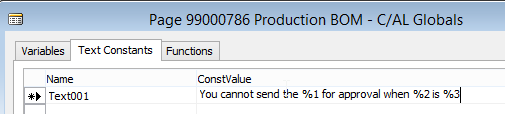 Page 99000786 Production BOM - C/AL Globals
Variables Text Constants Functions
Name ConstValue
Text001 You cannot send the %1 for approval when %2 is %3